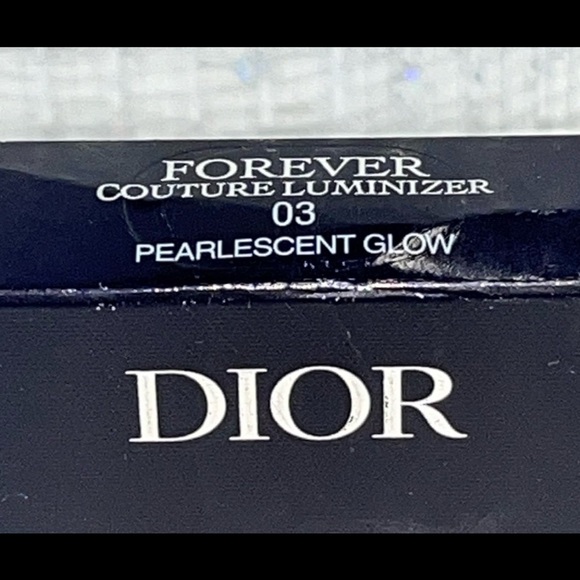 FOREVER
COUTURE LUMINIZER
03
PEARLESCENT GLOW
DIOR